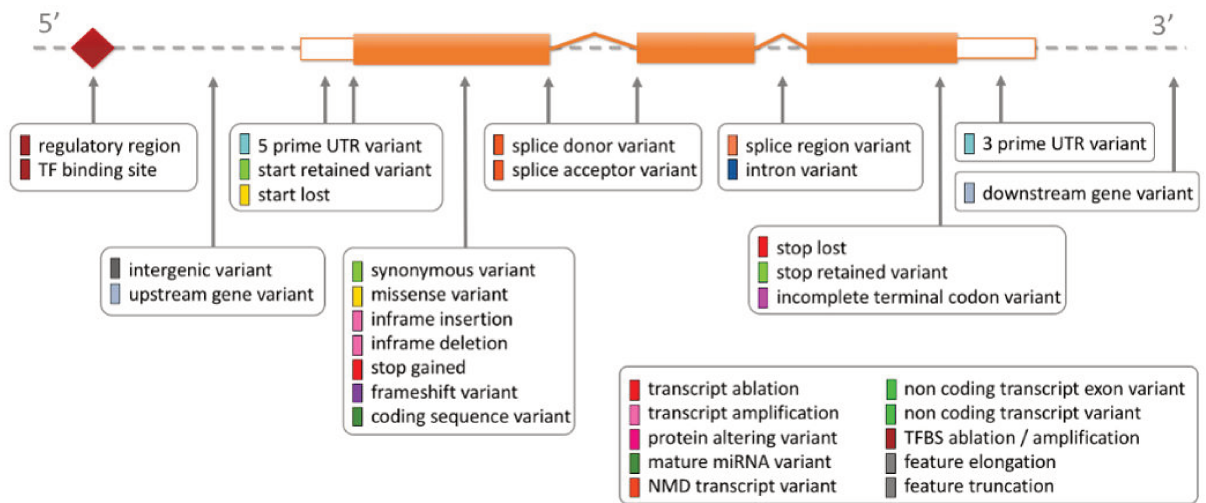 5’
3’
regulatory region
TF binding site
5 prime UTR variant
start retained variant
start lost
splice donor variant
splice acceptor variant
splice region variant
intron variant
3 prime UTR variant
downstream gene variant
intergenic variant
upstream gene variant
synonymous variant
missense variant
inframe insertion
inframe deletion
stop gained
frameshift variant
coding sequence variant
stop lost
stop retained variant
incomplete terminal codon variant
transcript ablation
transcript amplification
protein altering variant
mature miRNA variant
NMD transcript variant
non coding transcript exon variant
non coding transcript variant
TFBS ablation / amplification
feature elongation
feature truncation